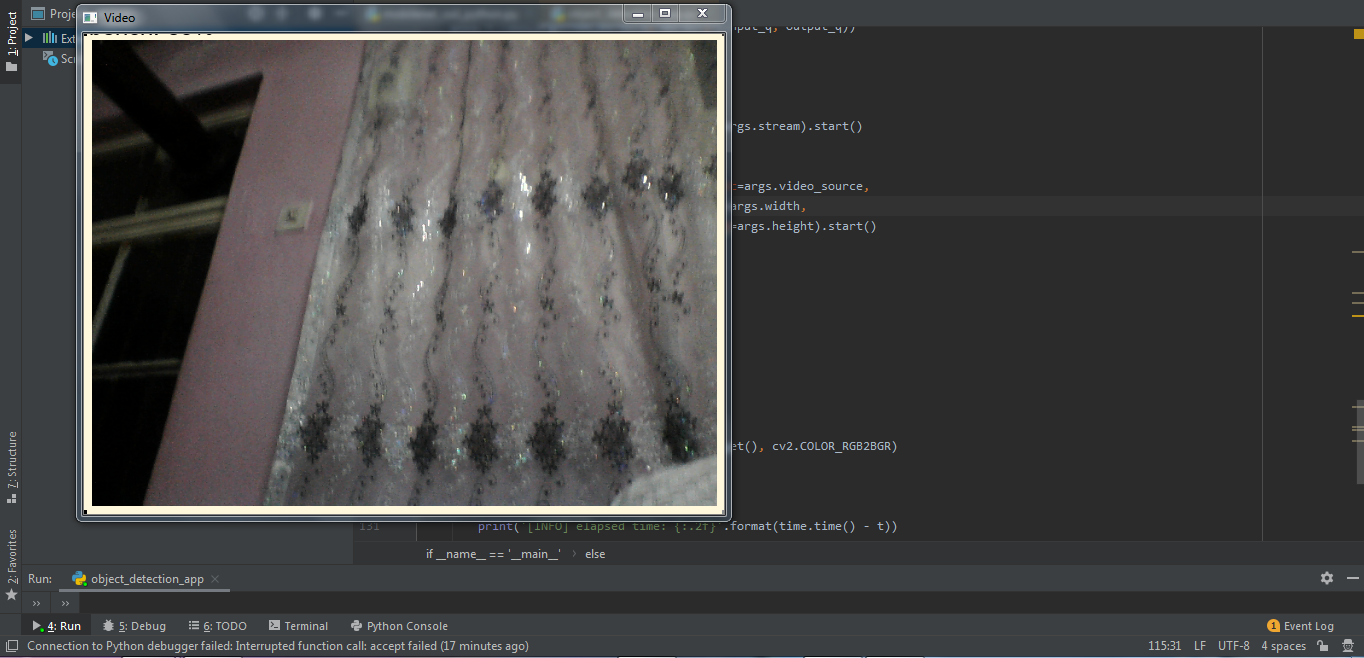 Video
Proje
1: Project
Ext
Scr
output_q))
rgs.stream).start()
=args.video_source,
args.width,
=args.height).start()
et(), cv2.COLOR_RGB2BGR)
131
print('[INFO] elapsed time: {:.2f}'.format(time.time() - t))
if __name__ == '__main__' › else
7: Structure
2: Favorites
Run: object_detection_app ×
» »
4: Run 5: Debug 6: TODO Terminal Python Console 1 Event Log
Connection to Python debugger failed: Interrupted function call: accept failed (17 minutes ago) 115:31 LF UTF-8 4 spaces